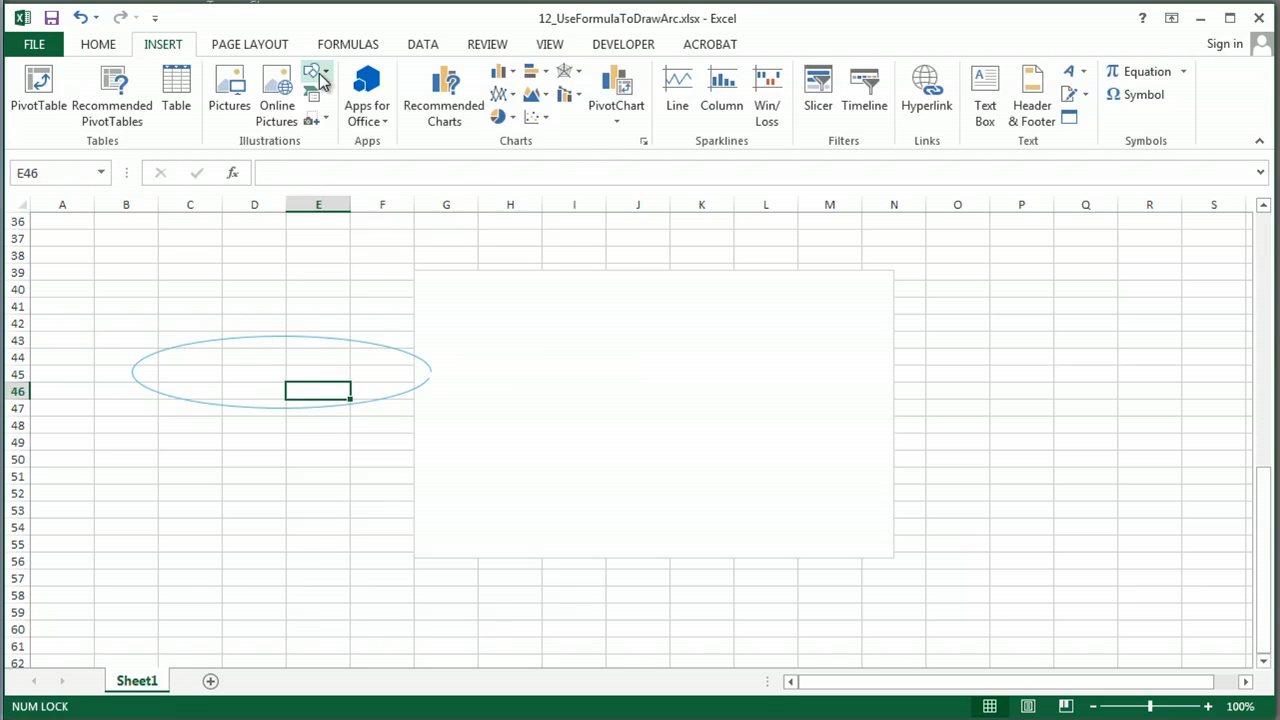 12_UseFormulaToDrawArc.xlsx - Excel
FILE HOME INSERT PAGE LAYOUT FORMULAS DATA REVIEW VIEW DEVELOPER ACROBAT Sign in
PivotTable
Recommended
PivotTables
Table
Tables
Pictures
Online
Pictures
Illustrations
Apps for
Office
Apps
Recommended
Charts
PivotChart
Charts
Line
Column
Win/
Loss
Sparklines
Slicer
Timeline
Filters
Hyperlink
Links
Text
Box
Header
& Footer
Text
Equation
Symbol
Symbols
E46
fx
A B C D E F G H I J K L M N O P Q R S
36
37
38
39
40
41
42
43
44
45
46
47
48
49
50
51
52
53
54
55
56
57
58
59
60
61
62
Sheet1
NUM LOCK
100%